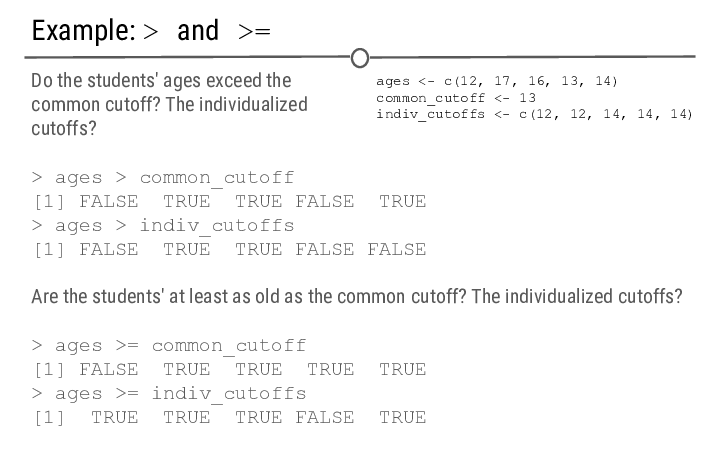 Example: > and >=
Do the students' ages exceed the
common cutoff? The individualized
cutoffs?
ages <- c(12, 17, 16, 13, 14)
common_cutoff <- 13
indiv_cutoffs <- c(12, 12, 14, 14, 14)
> ages > common_cutoff
[1] FALSE  TRUE  TRUE FALSE  TRUE
> ages > indiv_cutoffs
[1] FALSE  TRUE  TRUE FALSE FALSE
Are the students' at least as old as the common cutoff? The individualized cutoffs?
> ages >= common_cutoff
[1] FALSE  TRUE  TRUE  TRUE  TRUE
> ages >= indiv_cutoffs
[1]  TRUE  TRUE  TRUE FALSE  TRUE